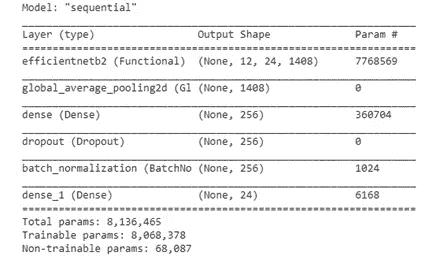 Model: "sequential"
Layer (type) Output Shape Param #
efficientnetb2 (Functional) (None, 12, 24, 1408) 7768569
global_average_pooling2d (Gl (None, 1408) 0
dense (Dense) (None, 256) 360704
dropout (Dropout) (None, 256) 0
batch_normalization (BatchNo (None, 256) 1024
dense_1 (Dense) (None, 24) 6168
Total params: 8,136,465
Trainable params: 8,068,378
Non-trainable params: 68,087